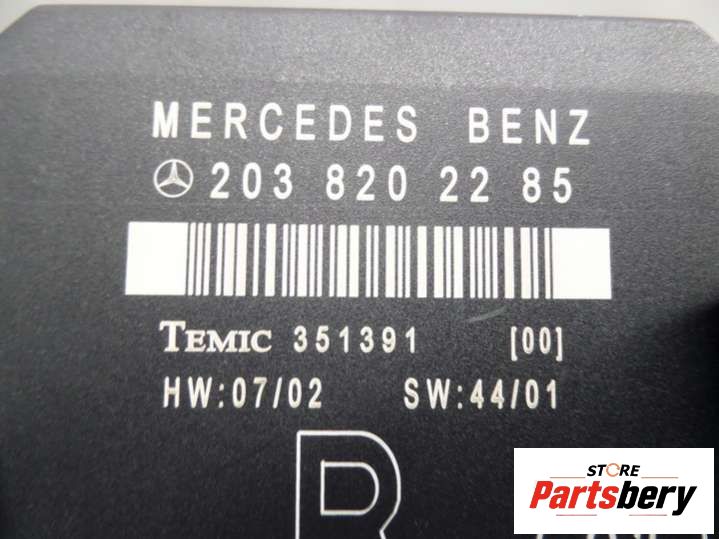 MERCEDES BENZ
203 820 22 85
TEMIC 351391 [00]
HW:07/02 SW:44/01
R
STORE
Partsbery